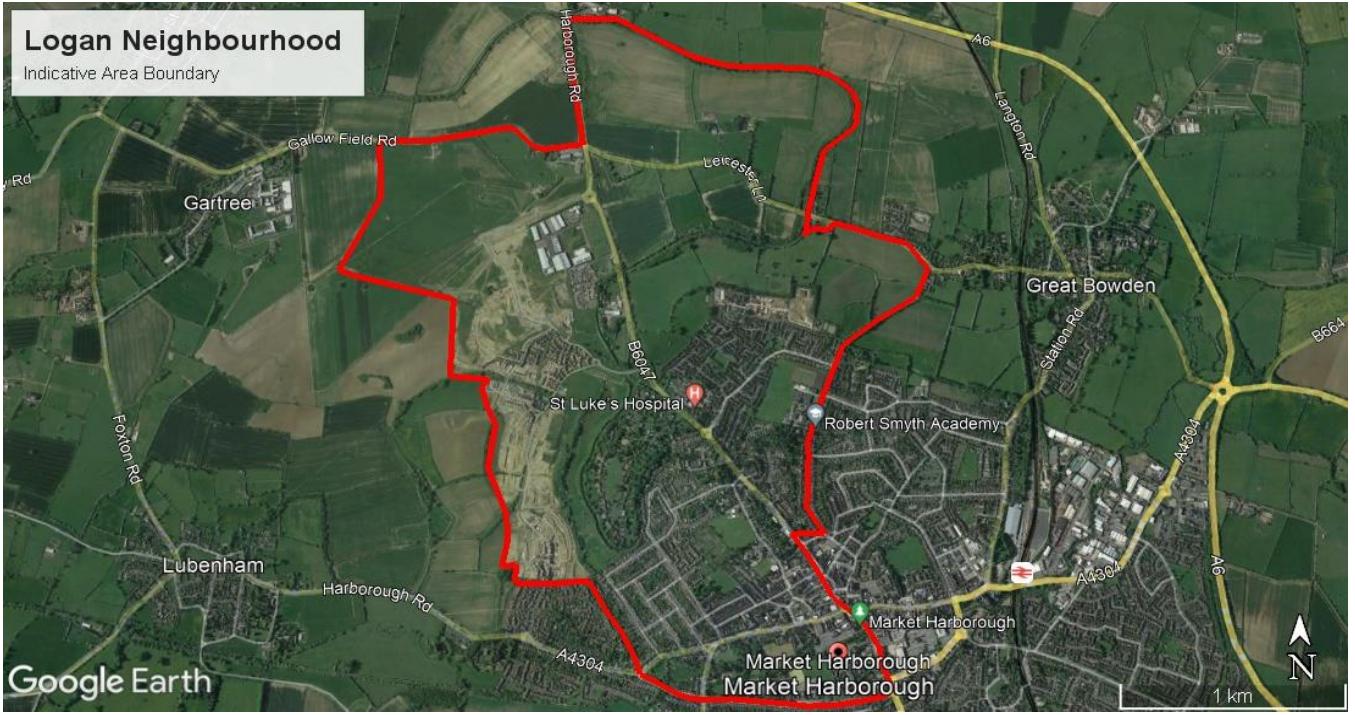 Logan Neighbourhood
Indicative Area Boundary
Harborough Rd
A6
Langton Rd
Gallow Field Rd
Leicester Ln
y Rd
Gartree
Great Bowden
B664
Station Rd
B6047
St Luke's Hospital
H
Robert Smyth Academy
Foxton Rd
A4304
Lubenham
Harborough Rd
A4304
A6
Market Harborough
A4304
Market Harborough
Market Harborough
N
Google Earth
1 km